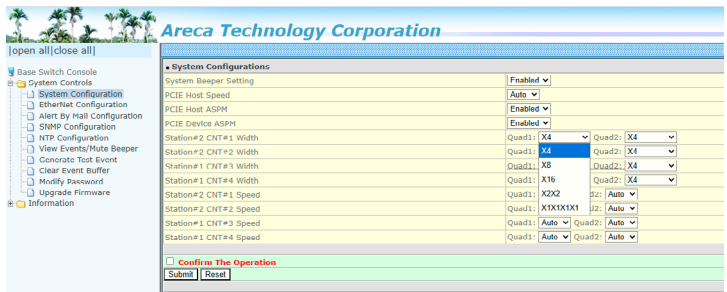 Areca Technology Corporation
|open all|close all|
Base Switch Console
System Controls
System Configuration
EtherNet Configuration
Alert By Mail Configuration
SNMP Configuration
NTP Configuration
View Events/Mute Beeper
Generate Test Event
Clear Event Buffer
Modify Password
Upgrade Firmware
Information
System Configurations
System Beeper Setting Enabled
PCIE Host Speed Auto
PCIE Host ASPM Enabled
PCIE Device ASPM Enabled
Station#2 CNT#1 Width Quad1: X4 Quad2: X4
Station#2 CNT#2 Width Quad1: X4 Quad2: X4
Station#1 CNT#3 Width Quad1: X8 Quad2: X4
Station#1 CNT#4 Width Quad1: X16 Quad2: X4
Station#2 CNT#1 Speed Quad1: X2X2 d2: Auto
Station#2 CNT#2 Speed Quad1: X1X1X1X1 d2: Auto
Station#1 CNT#3 Speed Quad1: Auto Quad2: Auto
Station#1 CNT#4 Speed Quad1: Auto Quad2: Auto
Confirm The Operation
Submit Reset